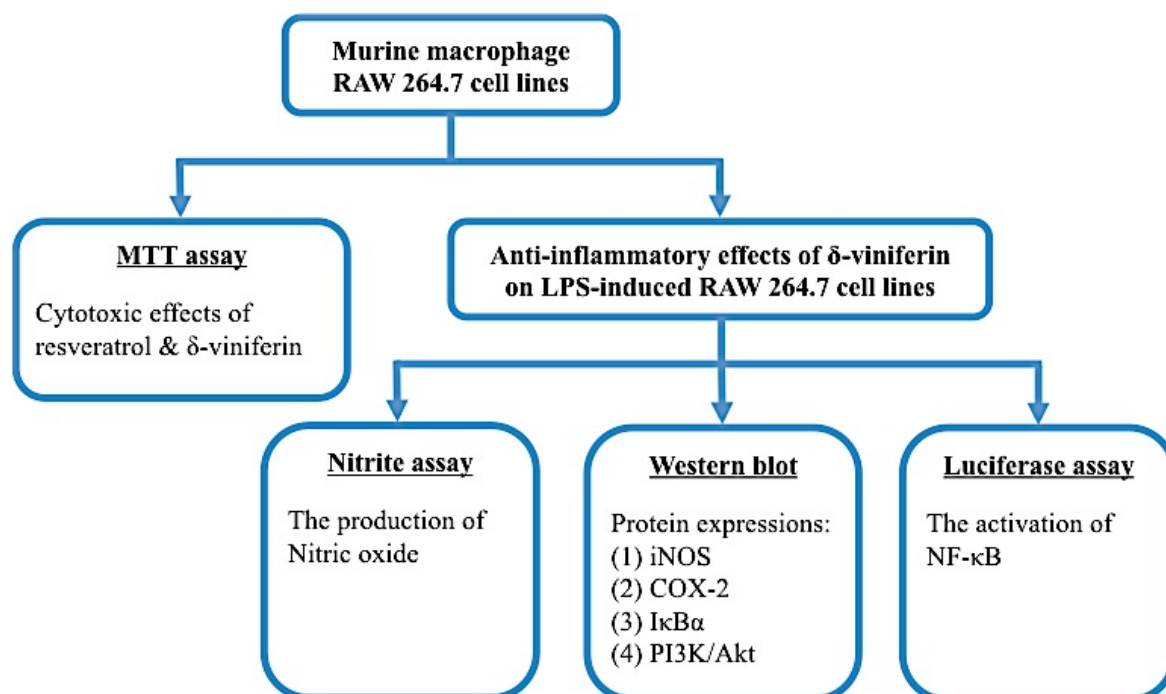 Murine macrophage
RAW 264.7 cell lines
MTT assay
Cytotoxic effects of
resveratrol & δ-viniferin
Anti-inflammatory effects of δ-viniferin
on LPS-induced RAW 264.7 cell lines
Nitrite assay
The production of
Nitric oxide
Western blot
Protein expressions:
(1) iNOS
(2) COX-2
(3) IκBα
(4) PI3K/Akt
Luciferase assay
The activation of
NF-κB